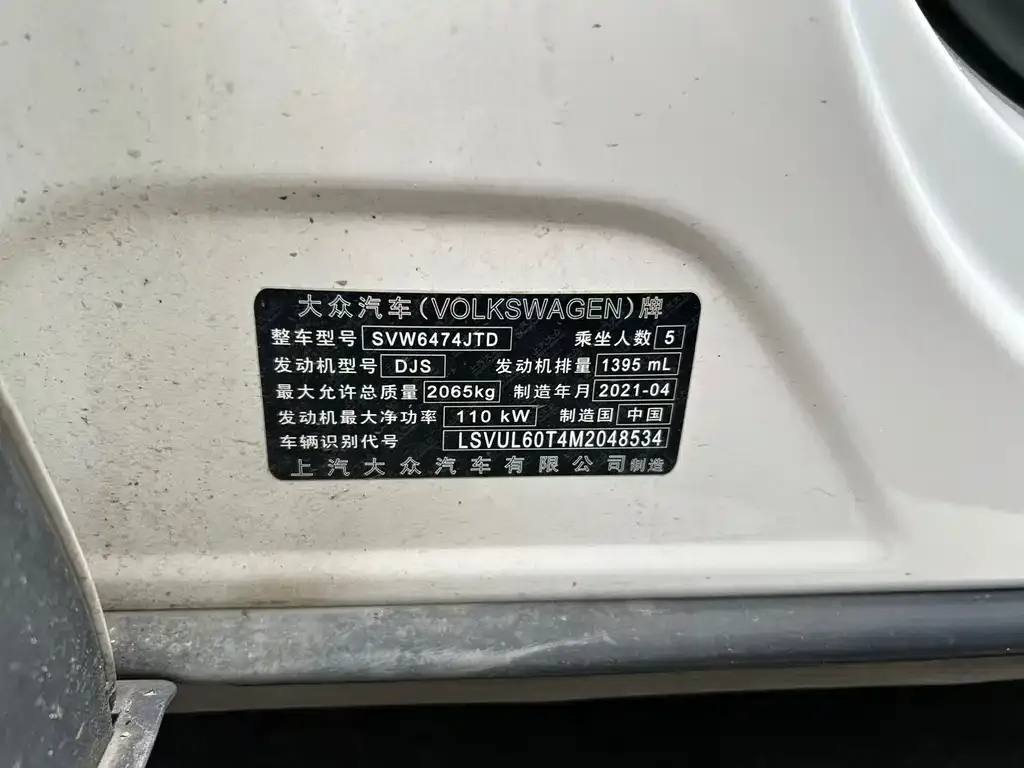 大众汽车(VOLKSWAGEN)牌
整车型号 SVW6474JTD 乘坐人数 5
发动机型号 DJS 发动机排量 1395 mL
最大允许总质量 2065kg 制造年月 2021-04
发动机最大净功率 110 kW 制造国 中国
车辆识别代号 LSVUL60T4M2048534
上汽大众汽车有限公司制造